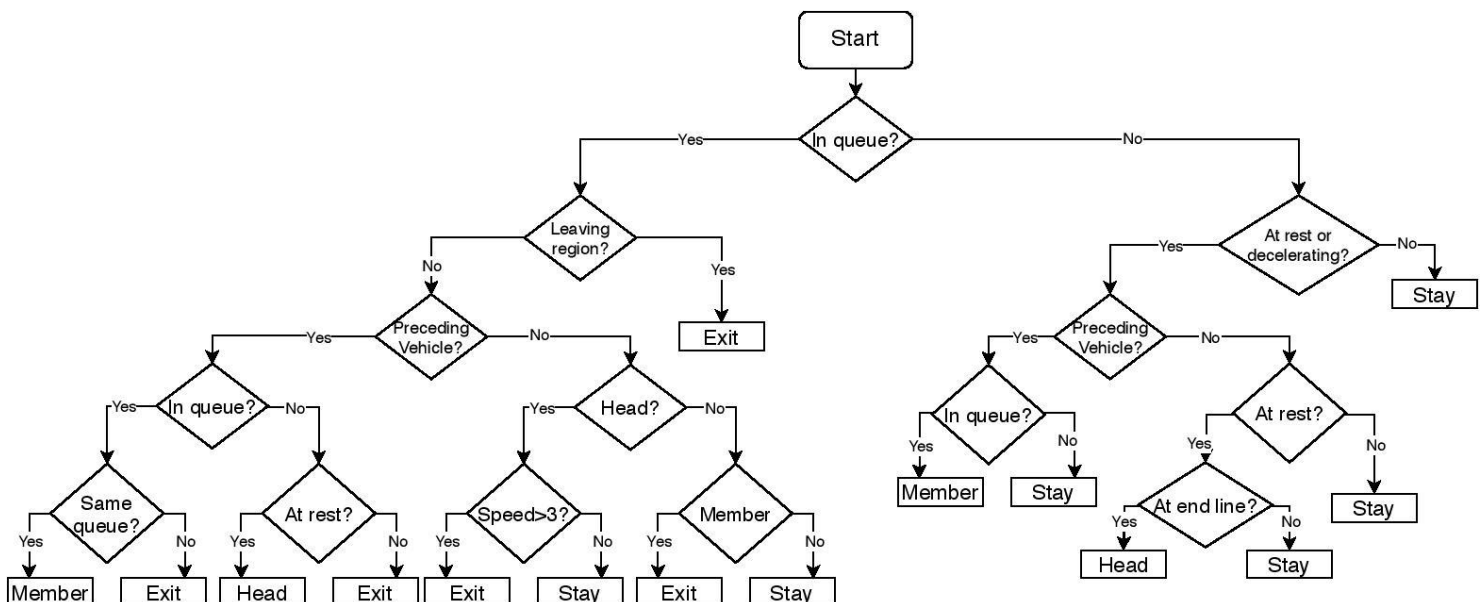 Start
In queue?
Yes
No
Leaving
region?
At rest or
decelerating?
No
Yes
Yes
No
Exit
Stay
Preceding
Vehicle?
Yes
No
Preceding
Vehicle?
Yes
No
In queue?
Yes
No
Head?
Yes
No
In queue?
Yes
No
At rest?
Yes
No
Member
Stay
Stay
Same
queue?
Yes
No
At rest?
Yes
No
Speed>3?
Yes
No
Member
Yes
No
At end line?
Yes
No
Head
Stay
Member
Exit
Head
Exit
Exit
Stay
Exit
Stay